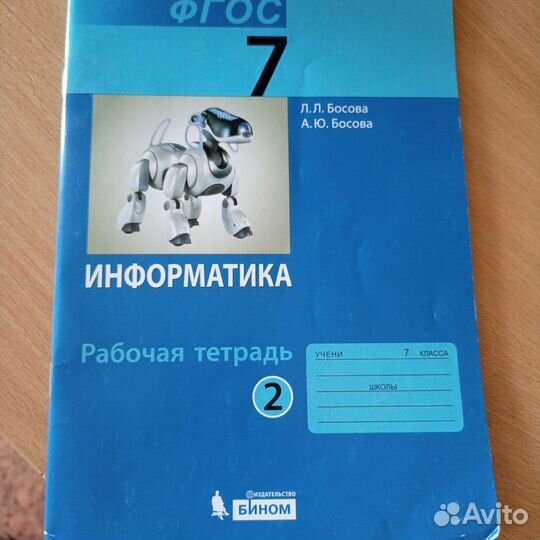 ФГОС
7
Л.Л. Босова
А.Ю. Босова
ИНФОРМАТИКА
Рабочая тетрадь
2
УЧЕНИ 7 КЛАССА
ШКОЛЫ
ИЗДАТЕЛЬСТВО
БИНОМ
Avito